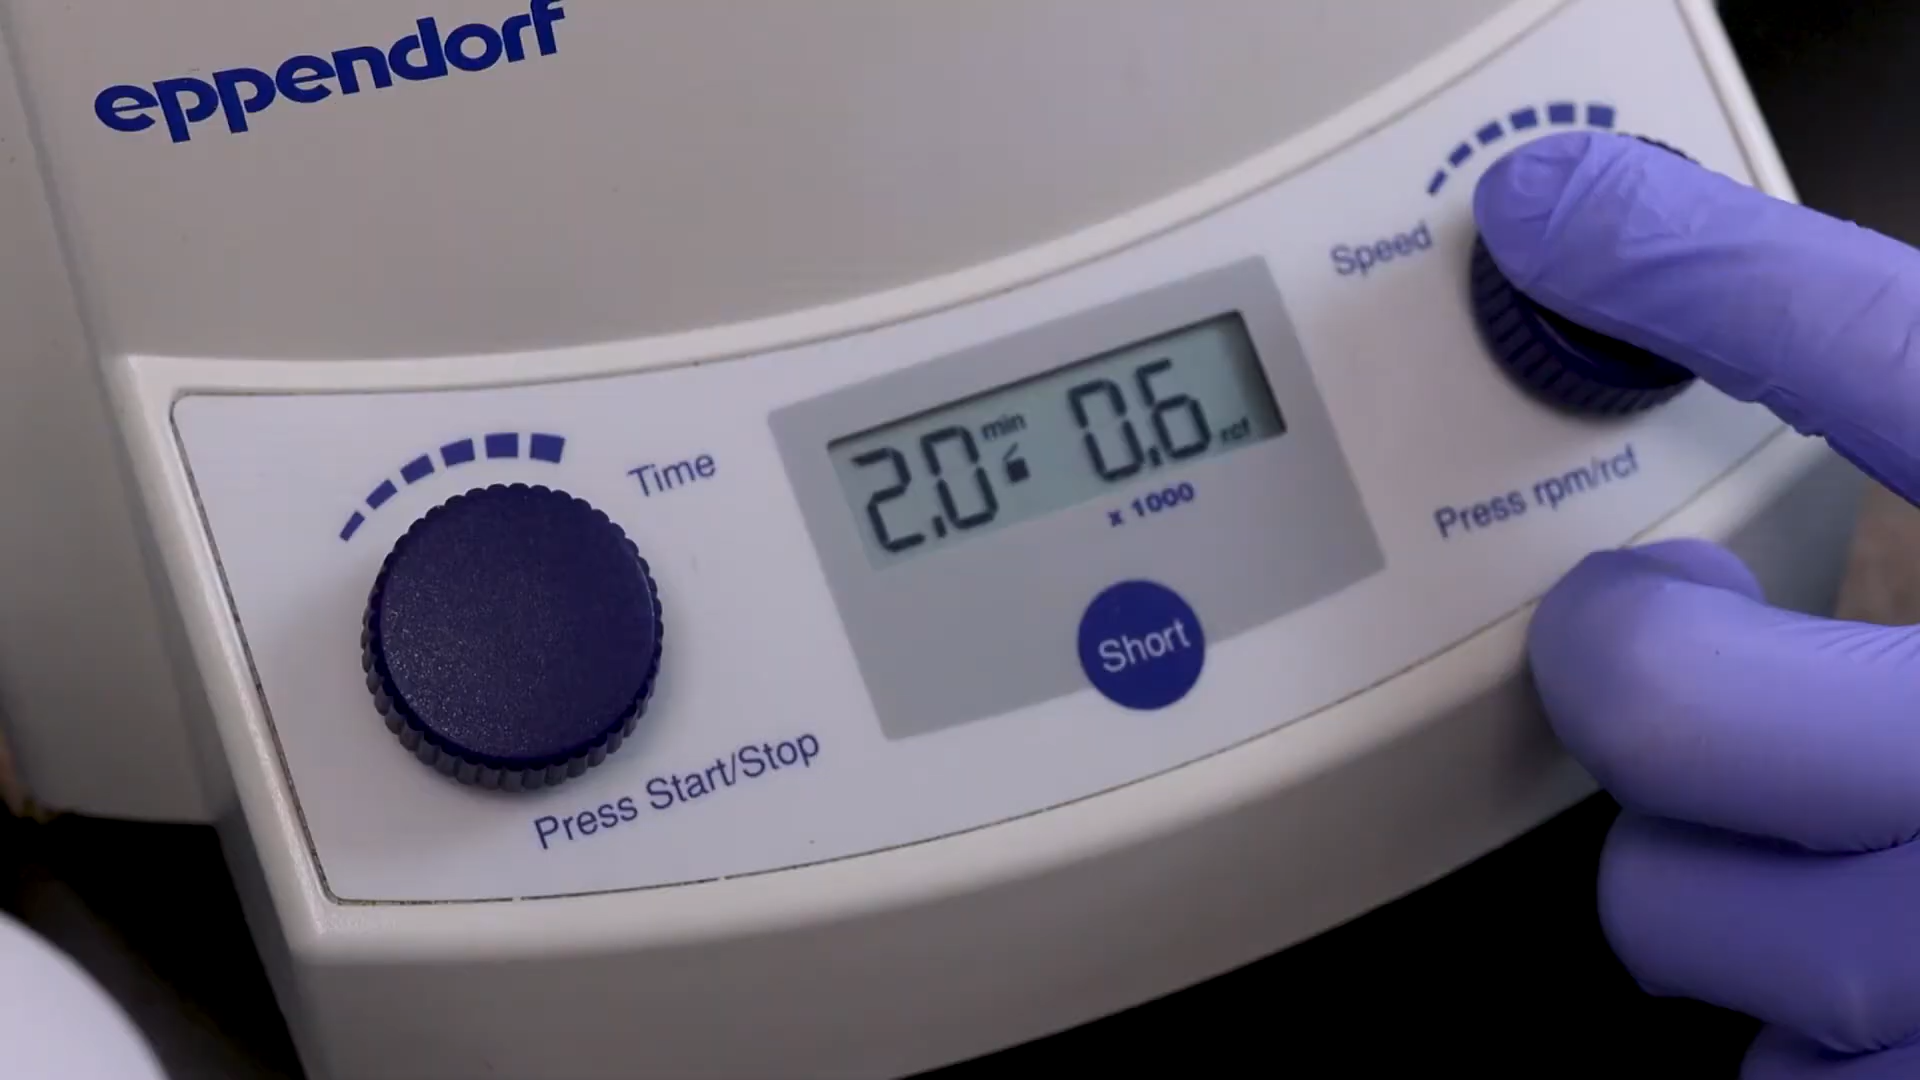 eppendorf
Speed
2.0 min 0.6 rcf
Time
x 1000
Press rpm/rcf
Short
Press Start/Stop